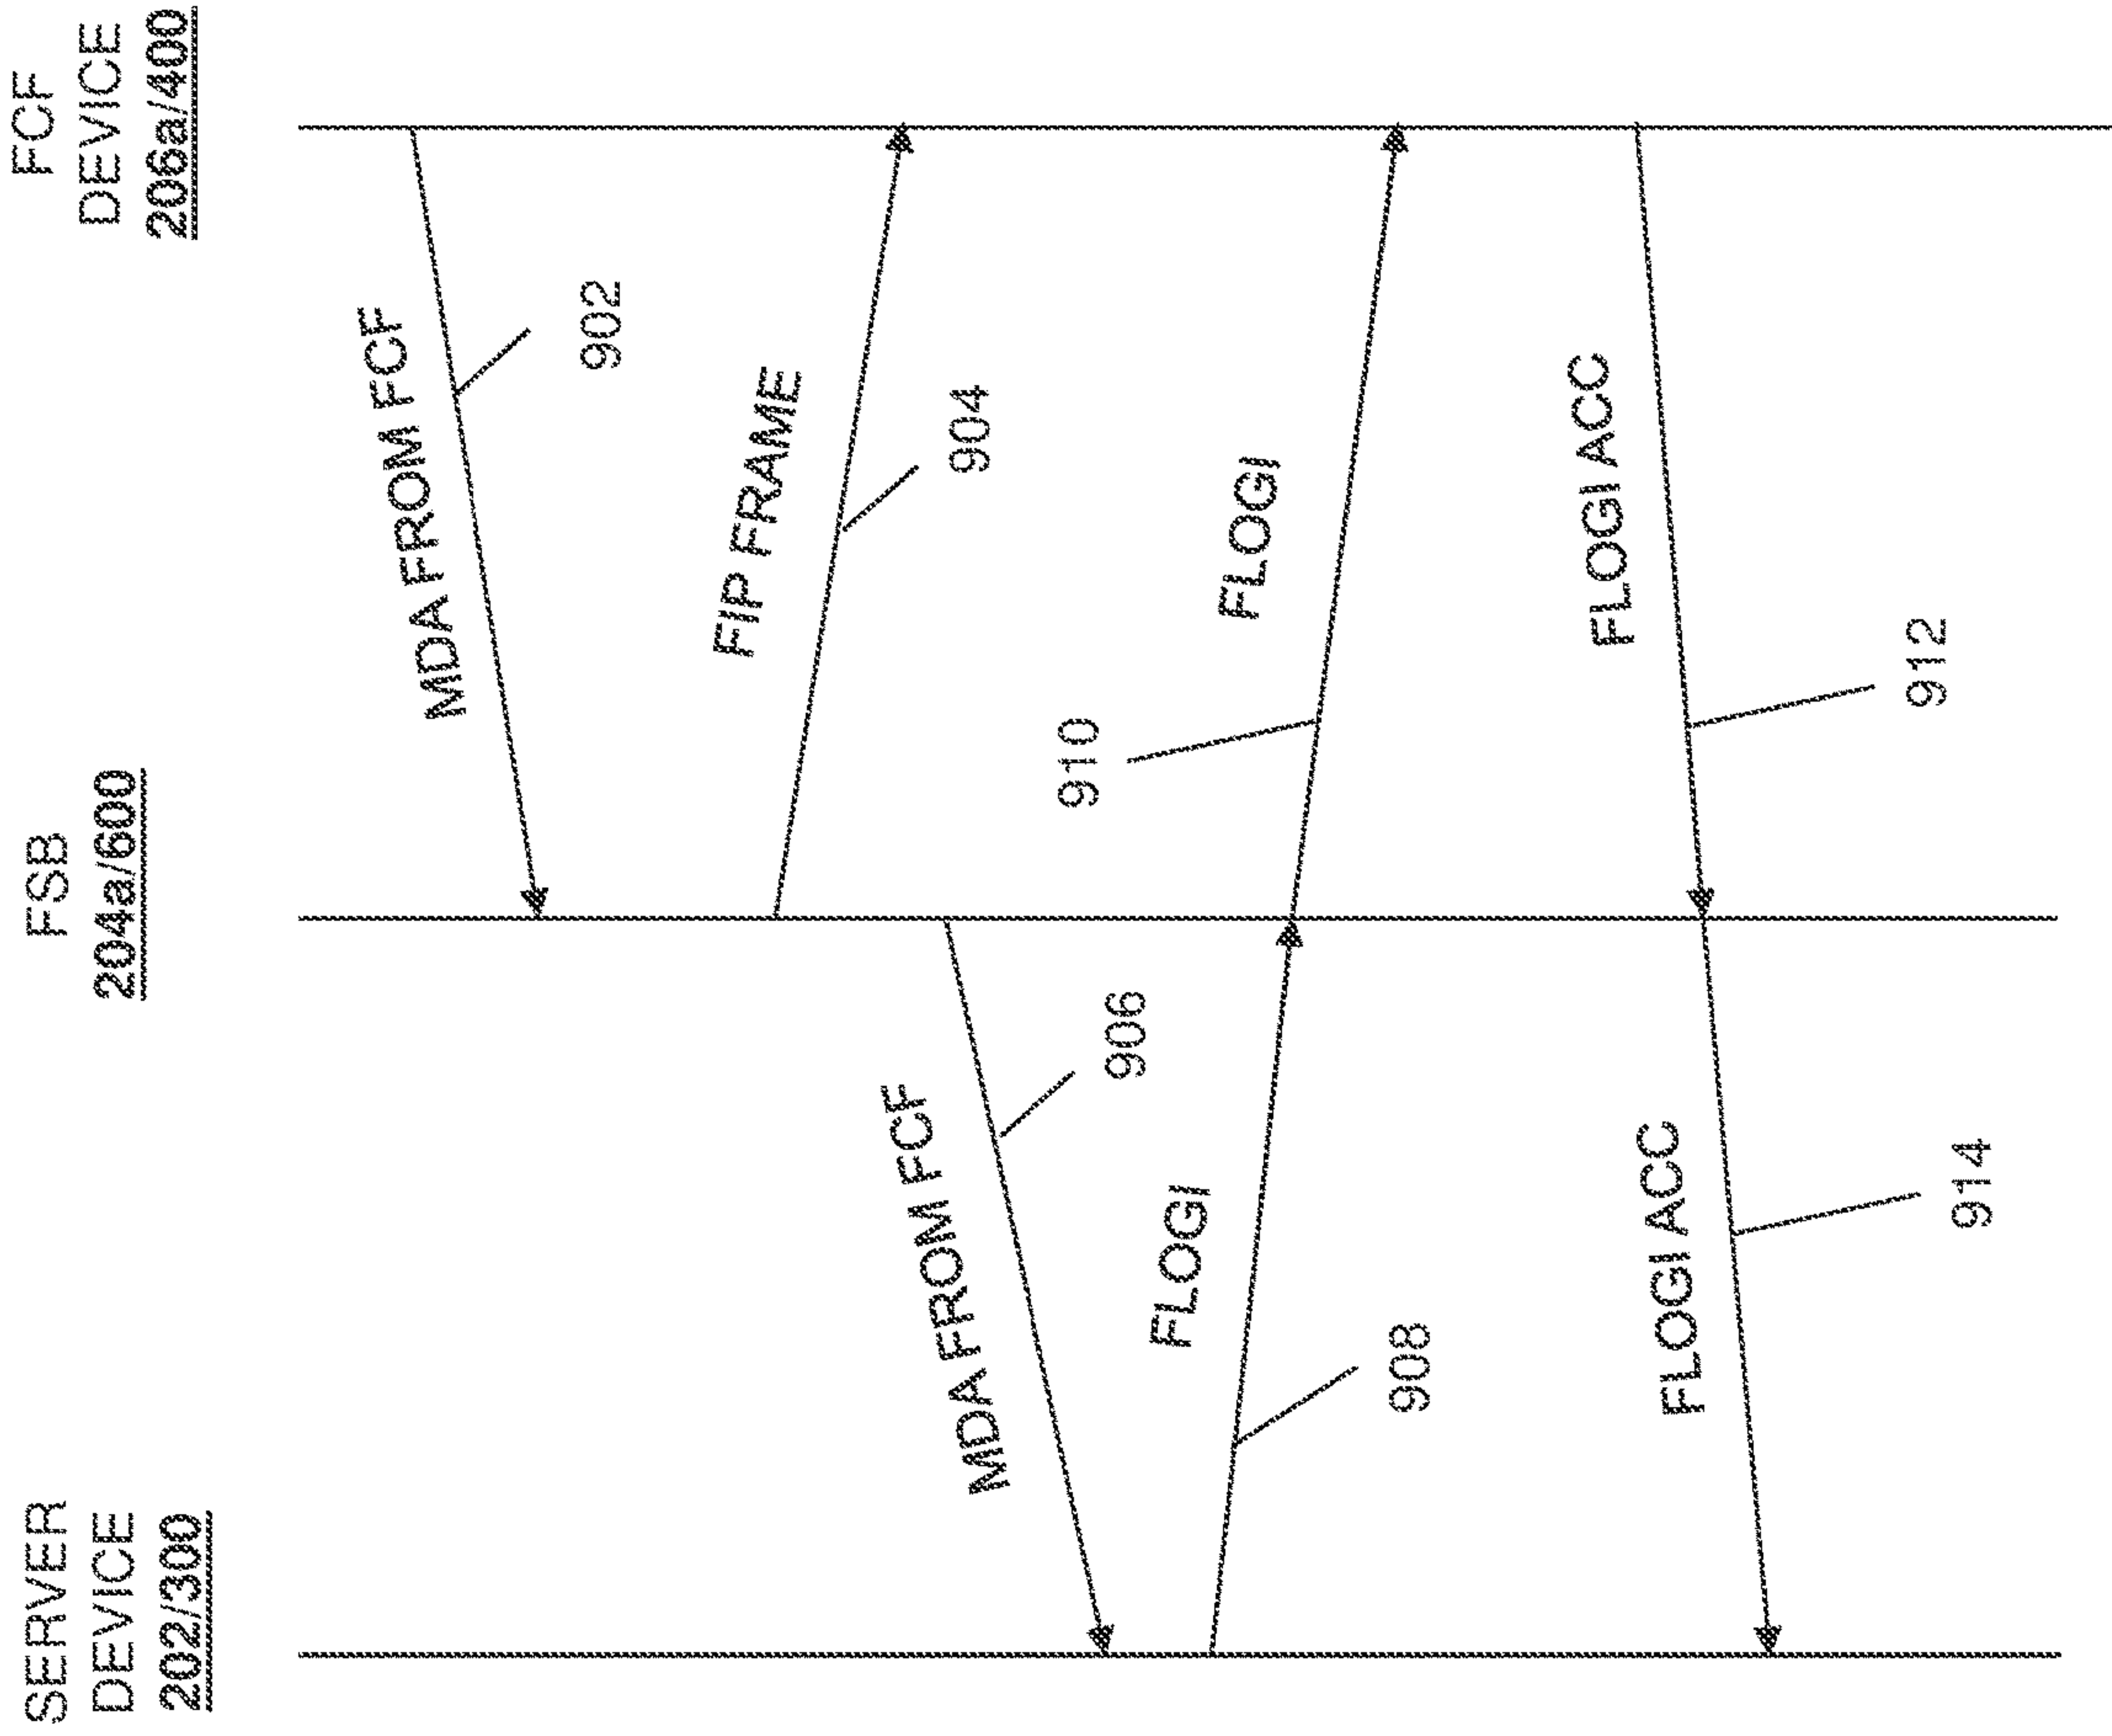 SERVER
DEVICE
202/300
FSB
204a/600
FCF
DEVICE
206a/400
MDA FROM FCF
902
FIP FRAME
904
MDA FROM FCF
906
FLOGI
908
FLOGI
910
FLOGI ACC
912
FLOGI ACC
914